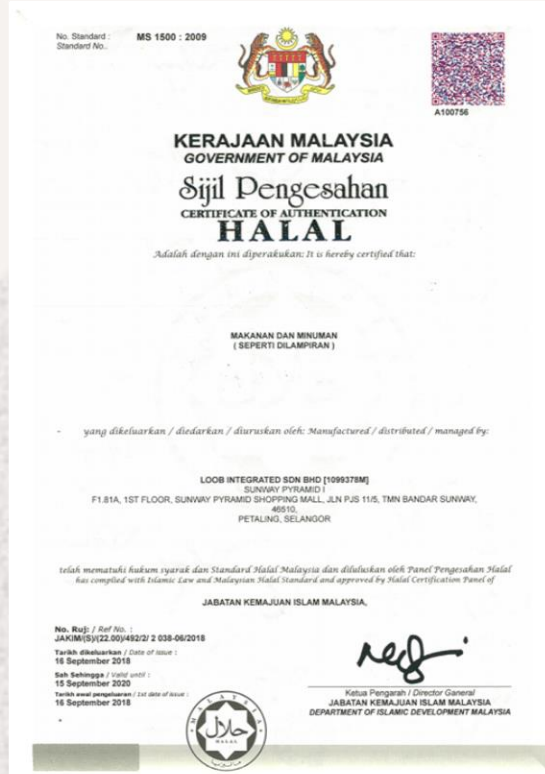 No. Standard : MS 1500 : 2009
Standard No..
A100756
KERAJAAN MALAYSIA
GOVERNMENT OF MALAYSIA
Sijil Pengesahan
CERTIFICATE OF AUTHENTICATION
HALAL
Adalah dengan ini diperakukan: It is hereby certified that:
MAKANAN DAN MINUMAN
( SEPERTI DILAMPIRAN )
yang dikeluarkan / diedarkan / diuruskan oleh: Manufactured / distributed / managed by:
LOOB INTEGRATED SDN BHD [1099378M]
SUNWAY PYRAMID I
F1.81A, 1ST FLOOR, SUNWAY PYRAMID SHOPPING MALL, JLN PJS 11/5, TMN BANDAR SUNWAY,
46510,
PETALING, SELANGOR
telah mematuhi hukum syarak dan Standard Halal Malaysia dan diluluskan oleh Panel Pengesahan Halal
has complied with Islamic Law and Malaysian Halal Standard and approved by Halal Certification Panel of
JABATAN KEMAJUAN ISLAM MALAYSIA,
No. Ruj: / Ref No. :
JAKIM/(S)/(22.00)/492/2/ 2 038-06/2018
Tarikh dikeluarkan / Date of issue :
16 September 2018
Sah Sehingga / Valid until :
15 September 2020
Tarikh awal pengeluaran / 1st date of issue :
16 September 2018
Ketua Pengarah / Director General
JABATAN KEMAJUAN ISLAM MALAYSIA
DEPARTMENT OF ISLAMIC DEVELOPMENT MALAYSIA
MALAYSIA
حلال
HALAL